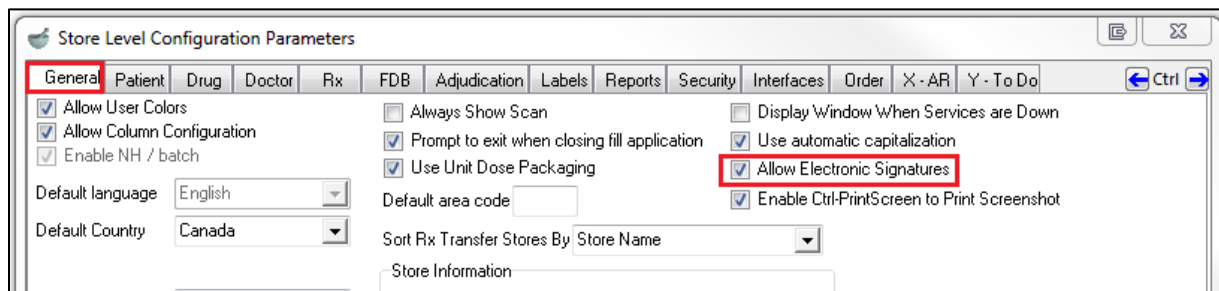 Store Level Configuration Parameters
General Patient Drug Doctor Rx FDB Adjudication Labels Reports Security Interfaces Order X - AR Y - To Do Ctrl
Allow User Colors
Allow Column Configuration
Enable NH / batch
Default language English
Default Country Canada
Always Show Scan
Prompt to exit when closing fill application
Use Unit Dose Packaging
Default area code
Sort Rx Transfer Stores By Store Name
Store Information
Display Window When Services are Down
Use automatic capitalization
Allow Electronic Signatures
Enable Ctrl-PrintScreen to Print Screenshot